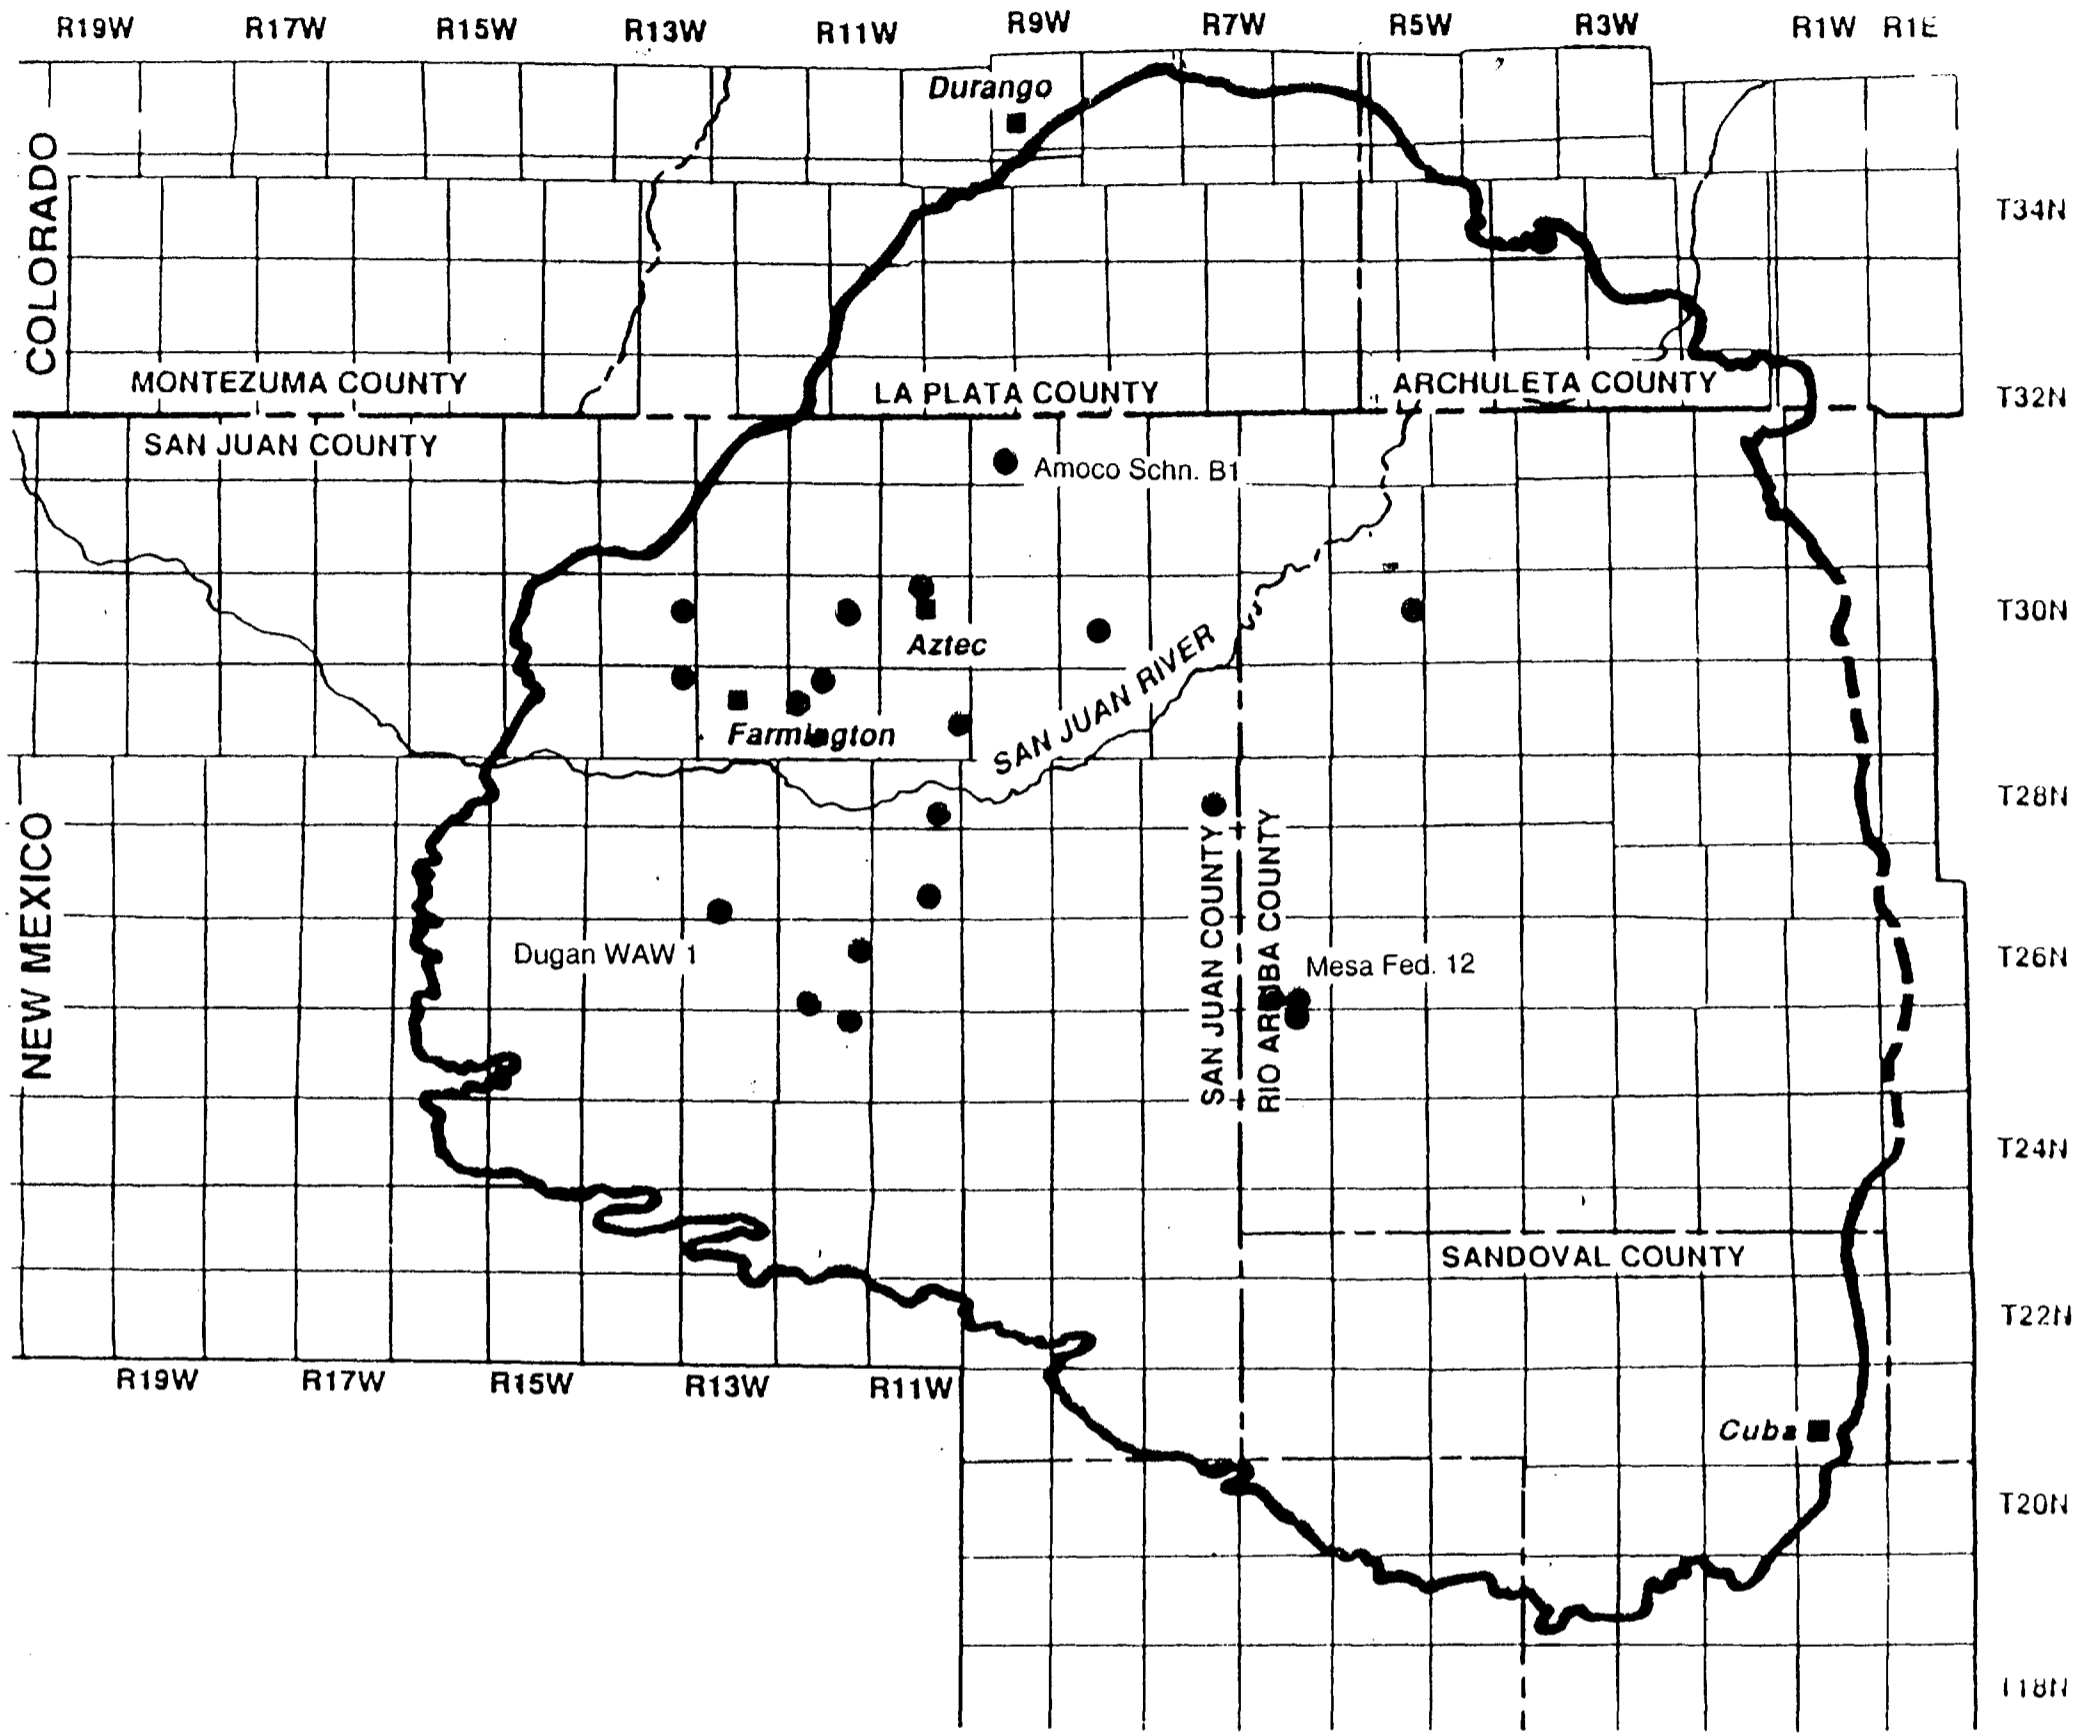 R19W R17W R15W R13W R11W R9W R7W R5W R3W R1W R1E
Durango
COLORADO
T34N
MONTEZUMA COUNTY
LA PLATA COUNTY
ARCHULETA COUNTY
T32N
SAN JUAN COUNTY
Amoco Schn. B1
T30N
Aztec
SAN JUAN RIVER
Farmington
T28N
NEW MEXICO
SAN JUAN COUNTY
RIO ARRIBA COUNTY
Dugan WAW 1
Mesa Fed. 12
T26N
T24N
SANDOVAL COUNTY
T22N
R19W R17W R15W R13W R11W
Cuba
T20N
T18N